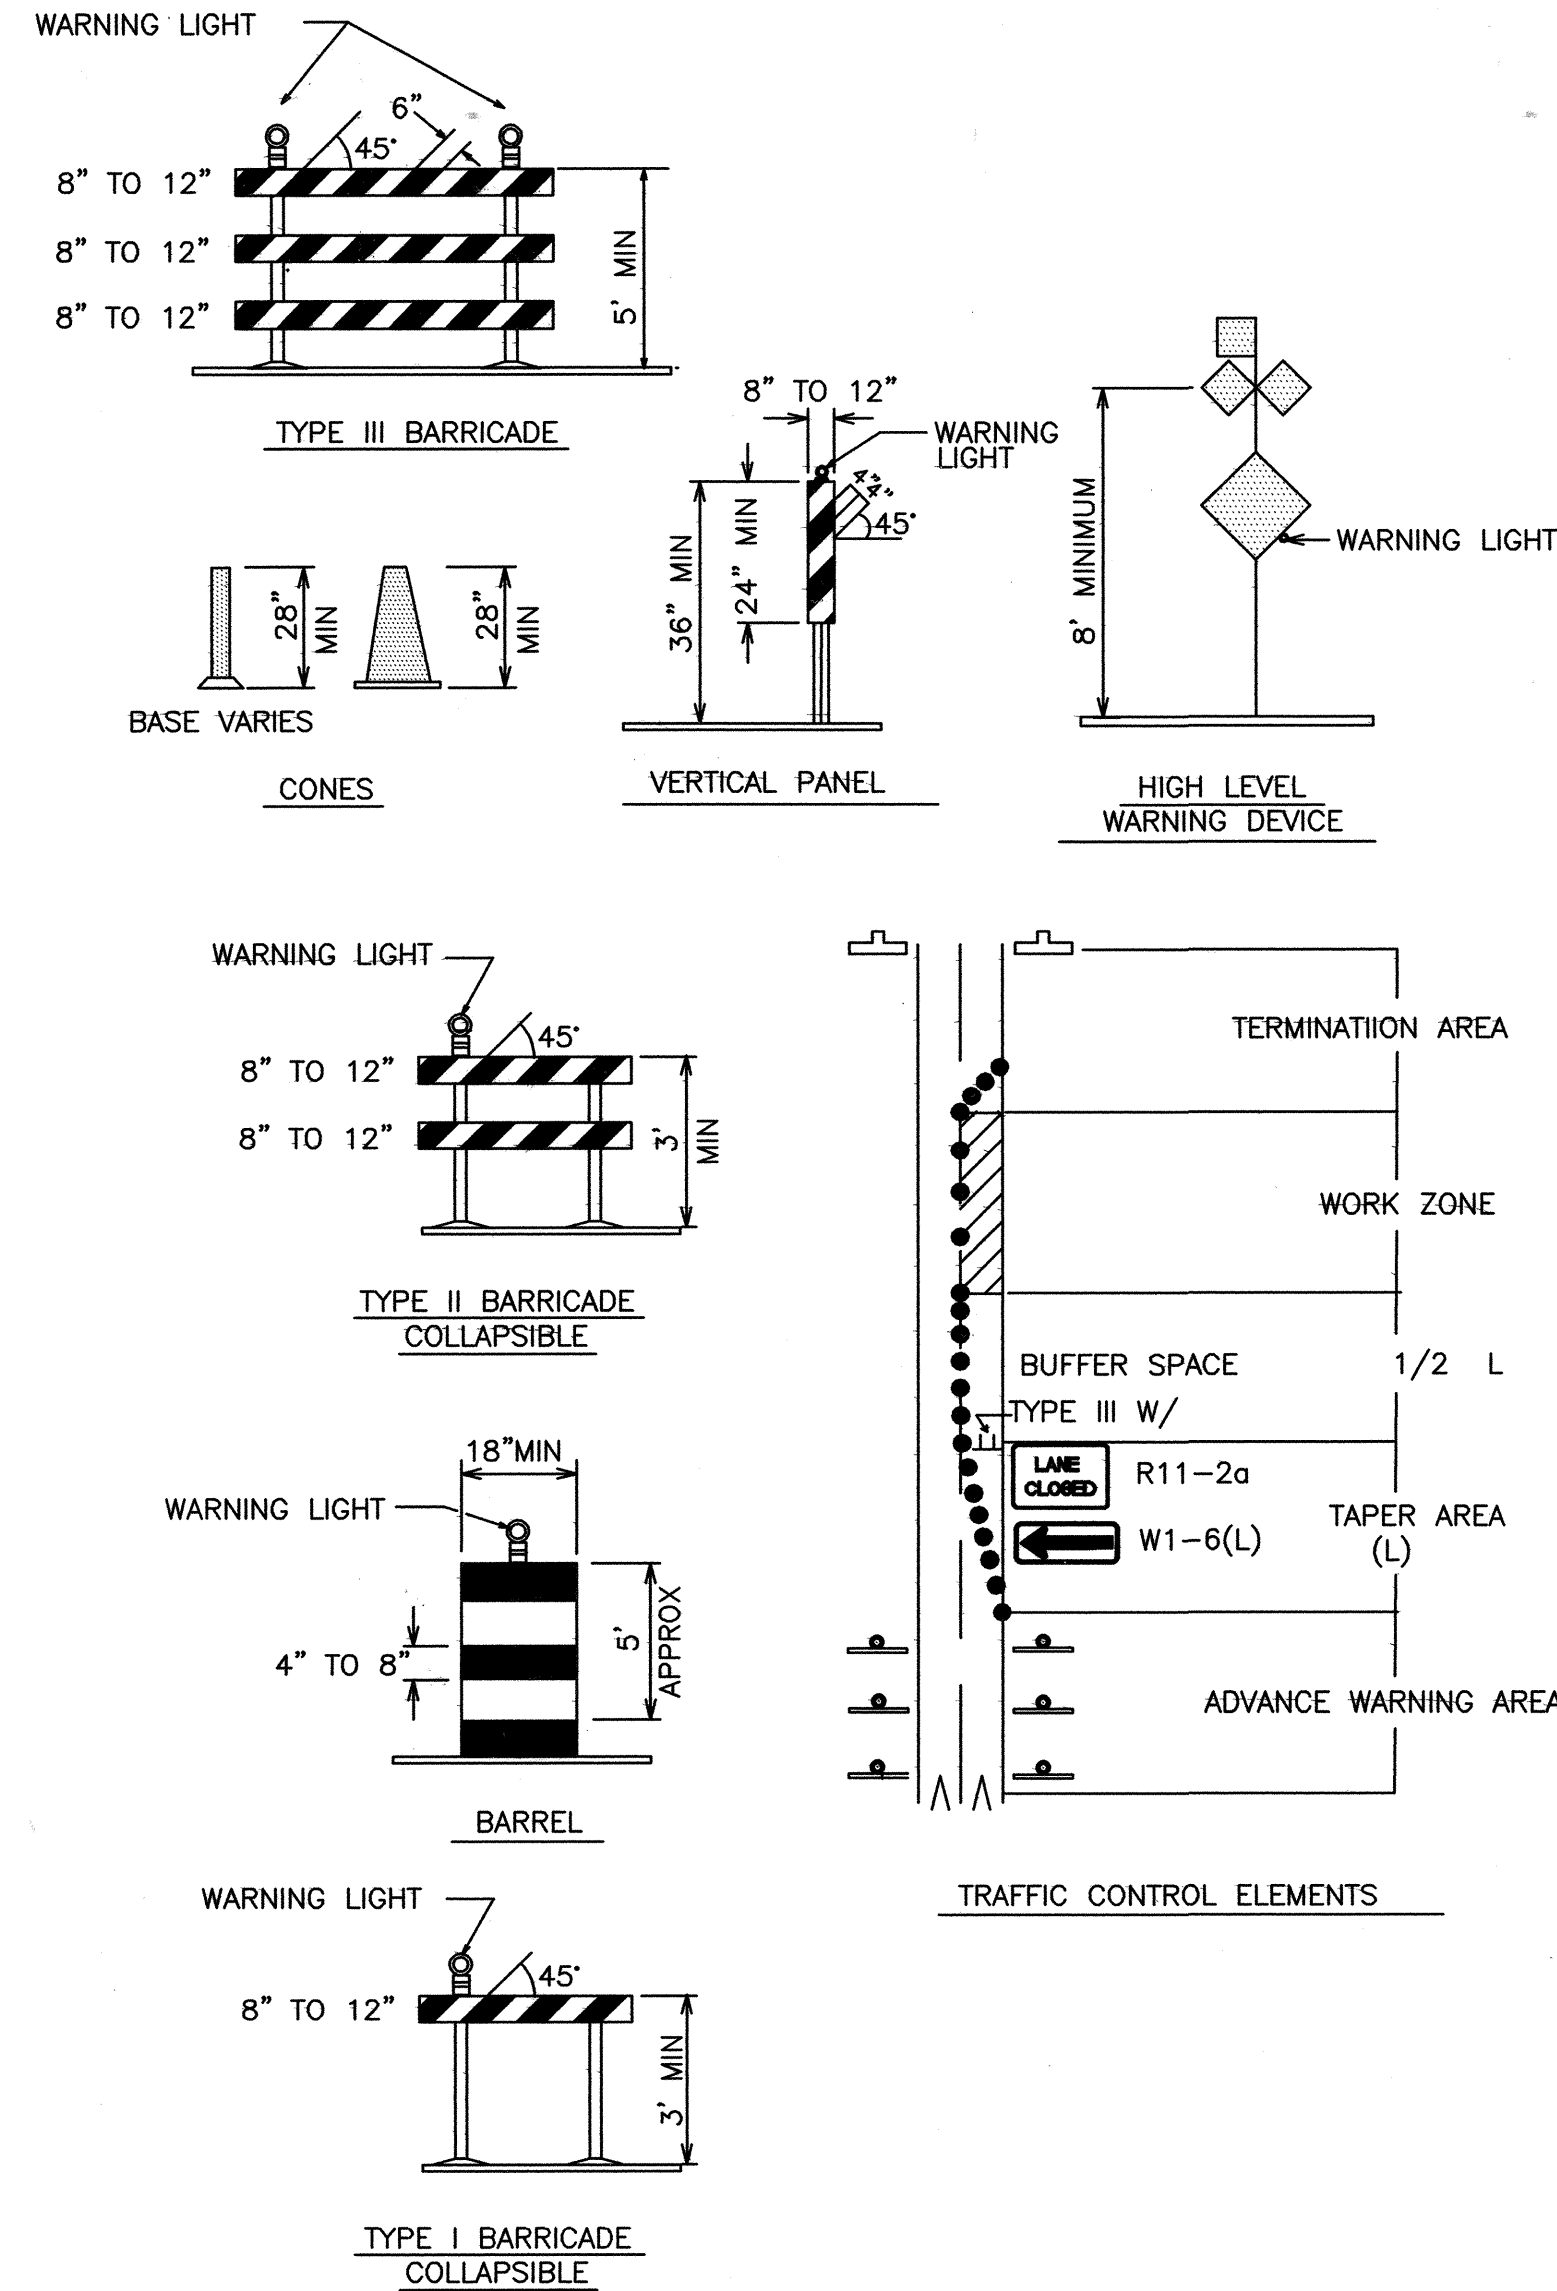 WARNING LIGHT
6"
45°
8" TO 12"
8" TO 12"
8" TO 12"
5' MIN
TYPE III BARRICADE
28"
MIN
28"
MIN
BASE VARIES
CONES
8" TO 12"
WARNING
LIGHT
4"4"
45°
36" MIN
24" MIN
VERTICAL PANEL
8' MINIMUM
WARNING LIGHT
HIGH LEVEL
WARNING DEVICE
WARNING LIGHT
45°
8" TO 12"
8" TO 12"
3'
MIN
TYPE II BARRICADE
COLLAPSIBLE
18"MIN
WARNING LIGHT
4" TO 8"
5'
APPROX
BARREL
WARNING LIGHT
45°
8" TO 12"
3' MIN
TYPE I BARRICADE
COLLAPSIBLE
TERMINATIION AREA
WORK ZONE
BUFFER SPACE 1/2 L
TYPE III W/
LANE
CLOSED
R11-2a
W1-6(L)
TAPER AREA
(L)
ADVANCE WARNING AREA
TRAFFIC CONTROL ELEMENTS